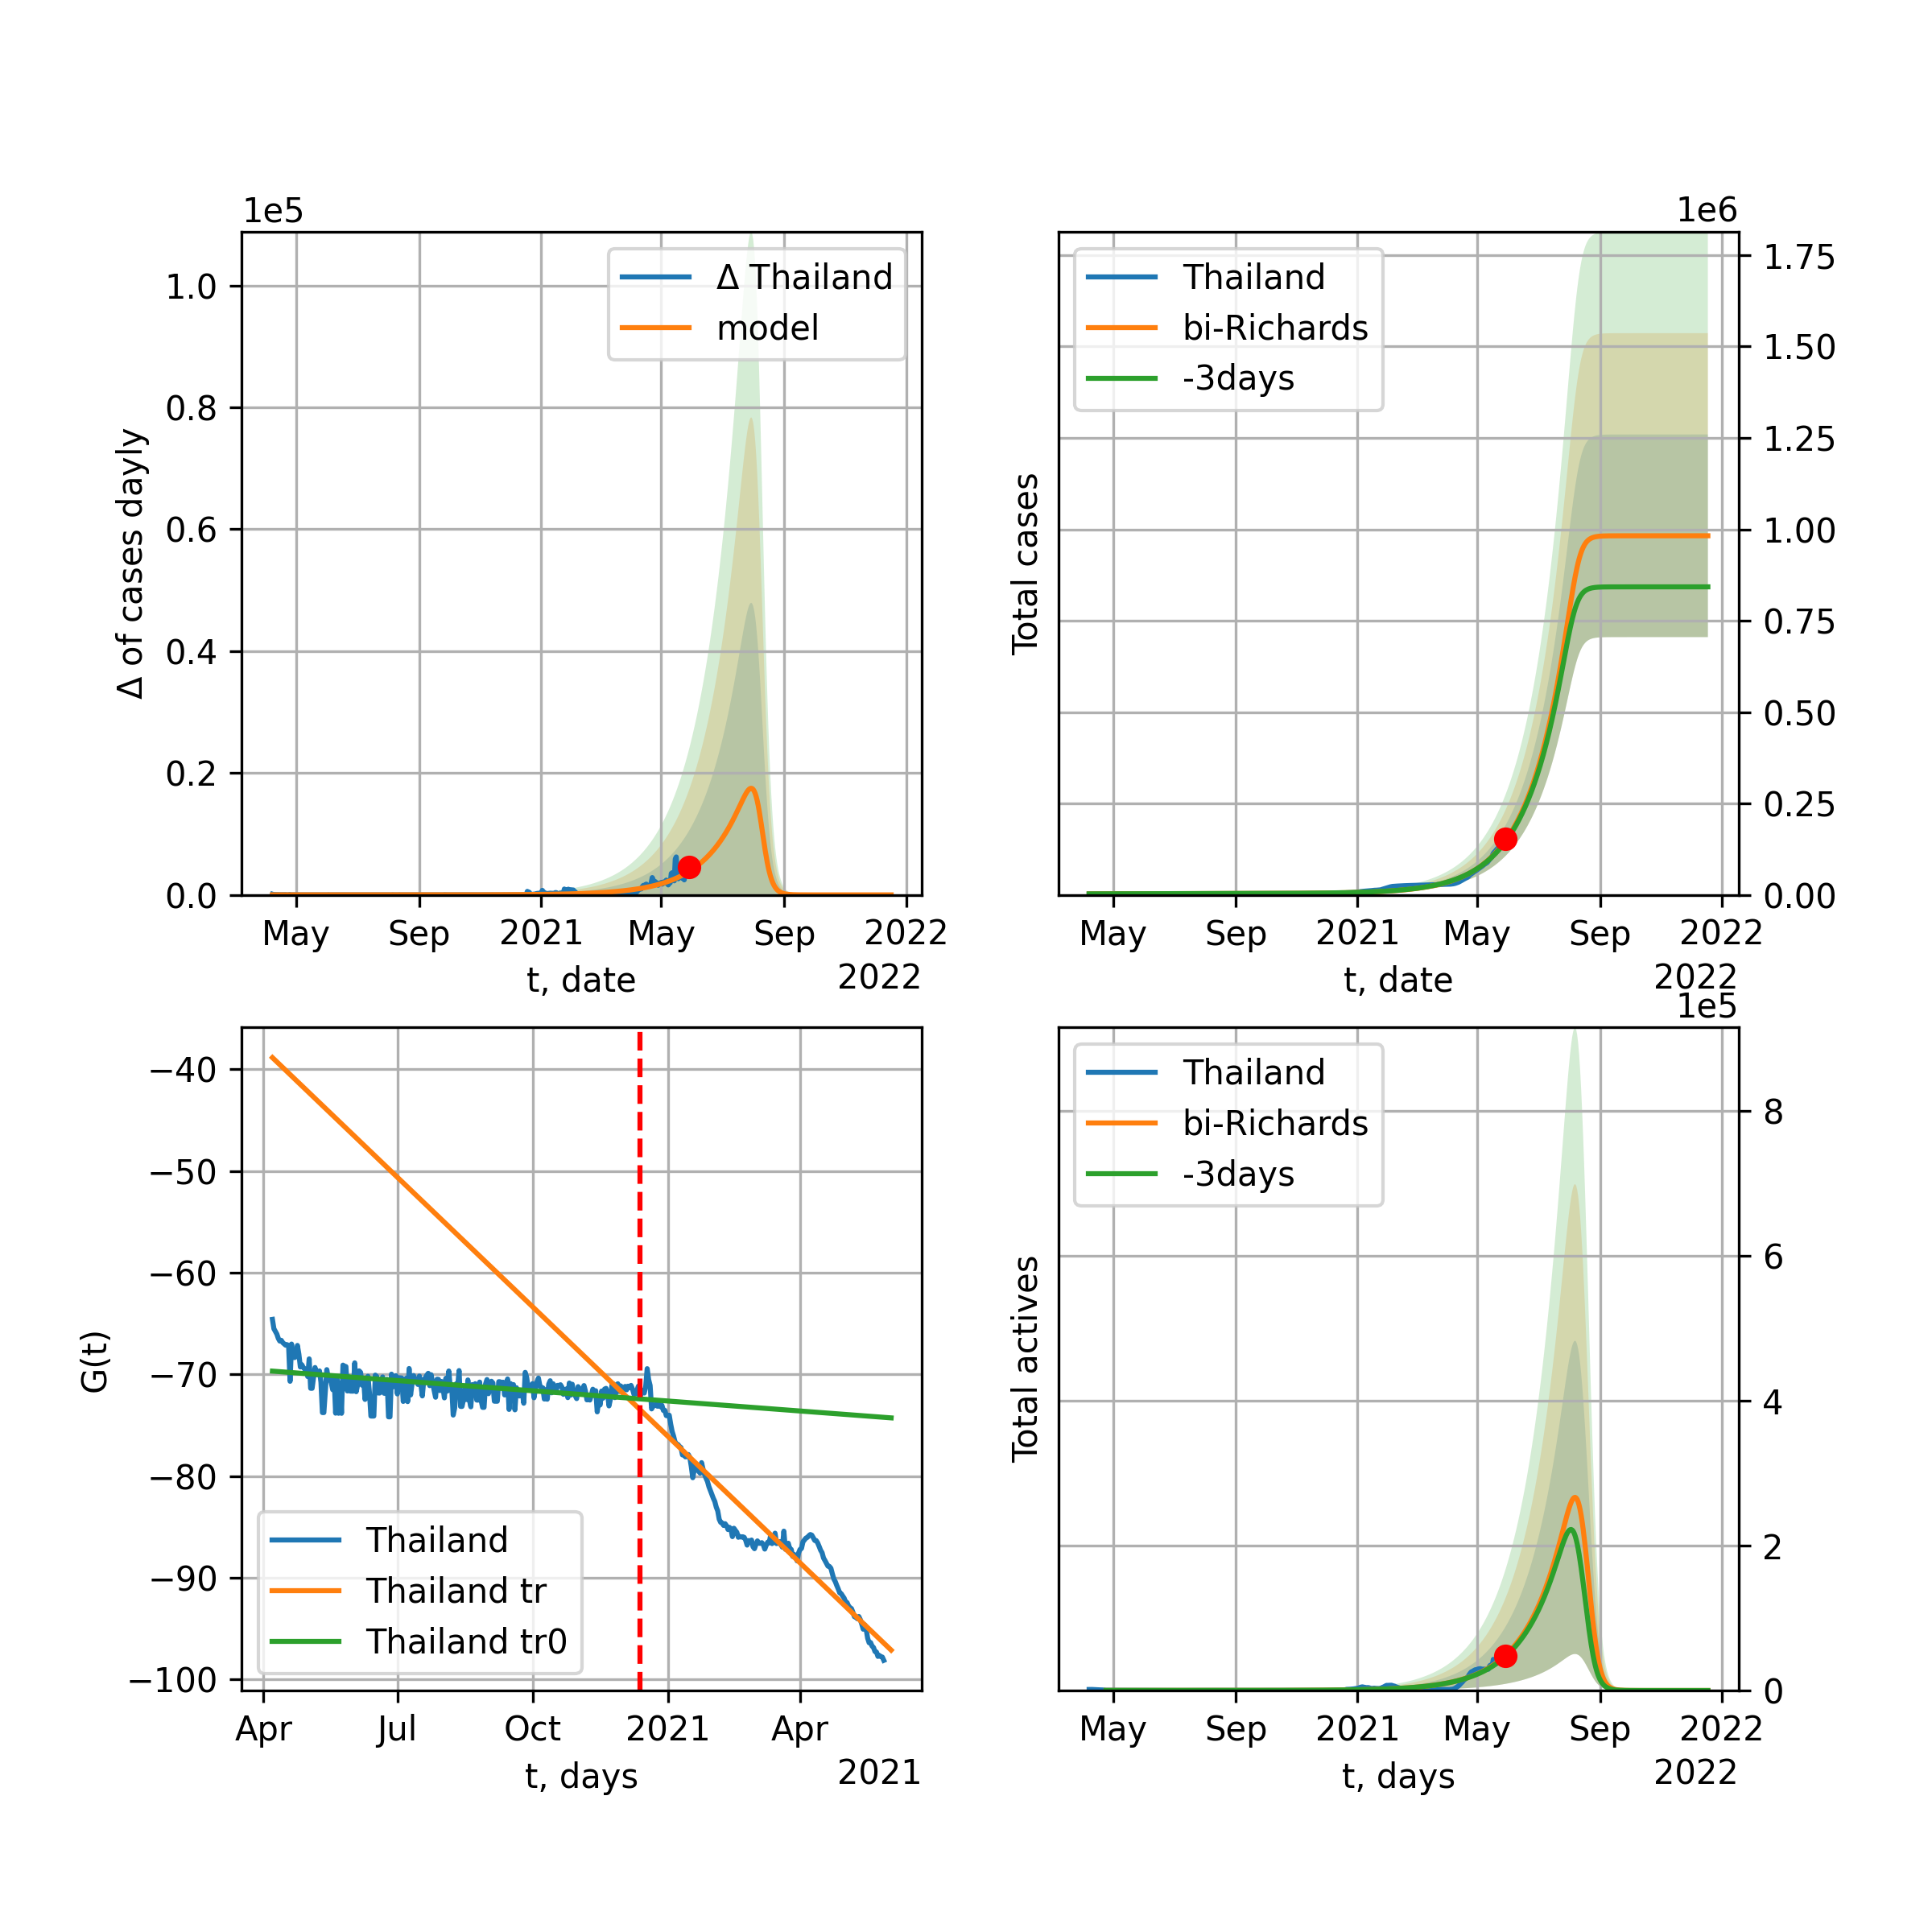 1e5
Δ Thailand
model
1.0
0.8
0.6
0.4
0.2
0.0
Δ of cases dayly
May Sep 2021 May Sep 2022
t, date
2022
1e6
Thailand
bi-Richards
-3days
1.75
1.50
1.25
1.00
0.75
0.50
0.25
0.00
Total cases
May Sep 2021 May Sep 2022
t, date
2022
−40
−50
−60
−70
−80
−90
−100
G(t)
Thailand
Thailand tr
Thailand tr0
Apr Jul Oct 2021 Apr
t, days
2021
1e5
Thailand
bi-Richards
-3days
8
6
4
2
0
Total actives
May Sep 2021 May Sep 2022
t, days
2022